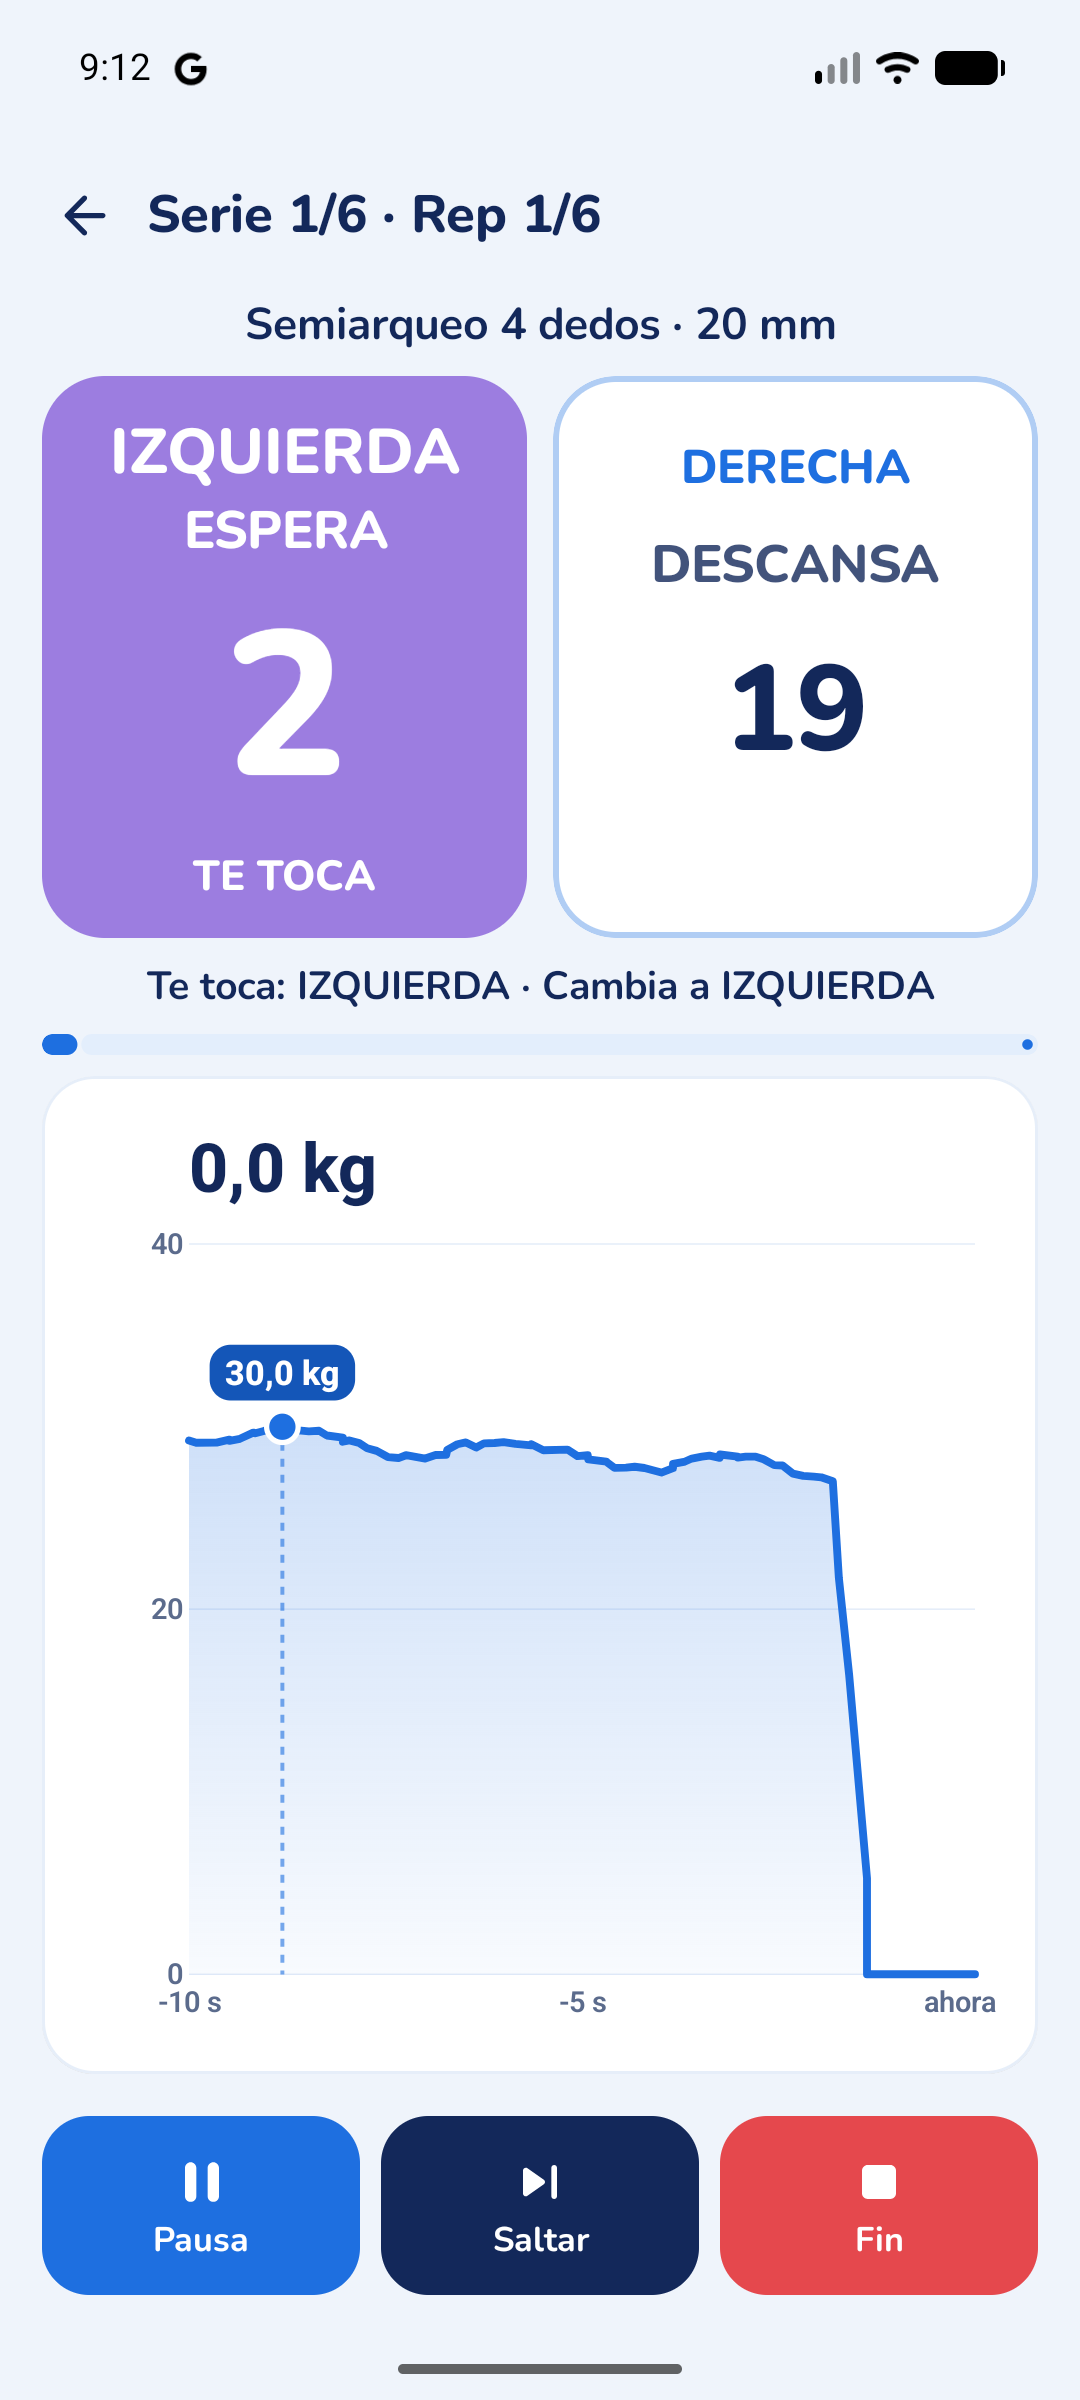 9:12
Serie 1/6 · Rep 1/6
Semiarqueo 4 dedos · 20 mm
IZQUIERDA
ESPERA
2
TE TOCA
DERECHA
DESCANSA
19
Te toca: IZQUIERDA · Cambia a IZQUIERDA
0,0 kg
40
30,0 kg
20
0
-10 s
-5 s
ahora
Pausa
Saltar
Fin